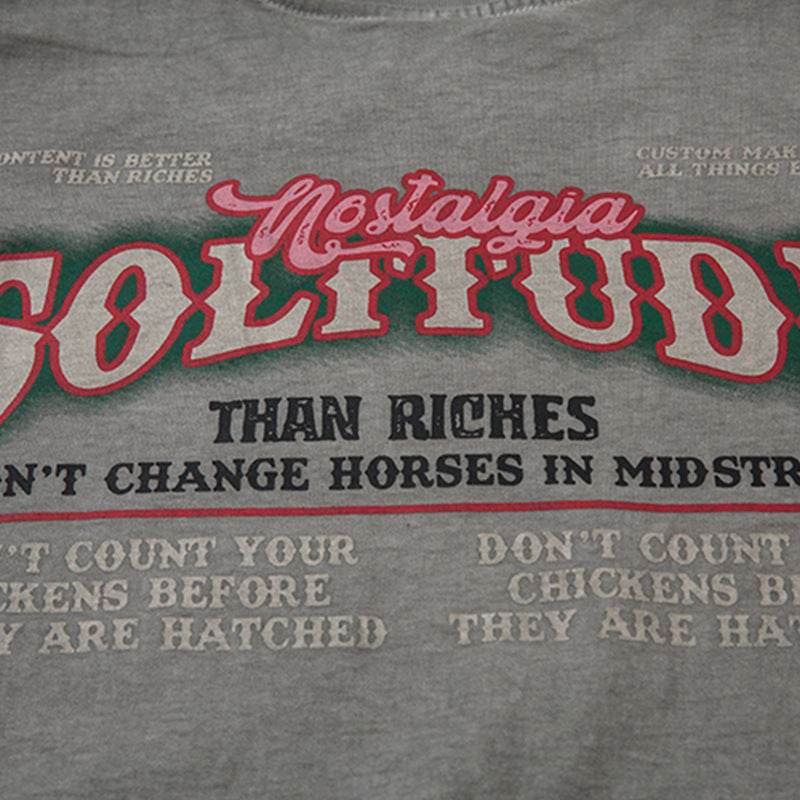 ONTENT IS BETTER
THAN RICHES
CUSTOM MAK
ALL THINGS E
Nostalgia
SOLITUD
THAN RICHES
N'T CHANGE HORSES IN MIDSTR
'T COUNT YOUR
CKENS BEFORE
Y ARE HATCHED
DON'T COUNT
CHICKENS BE
THEY ARE HAT